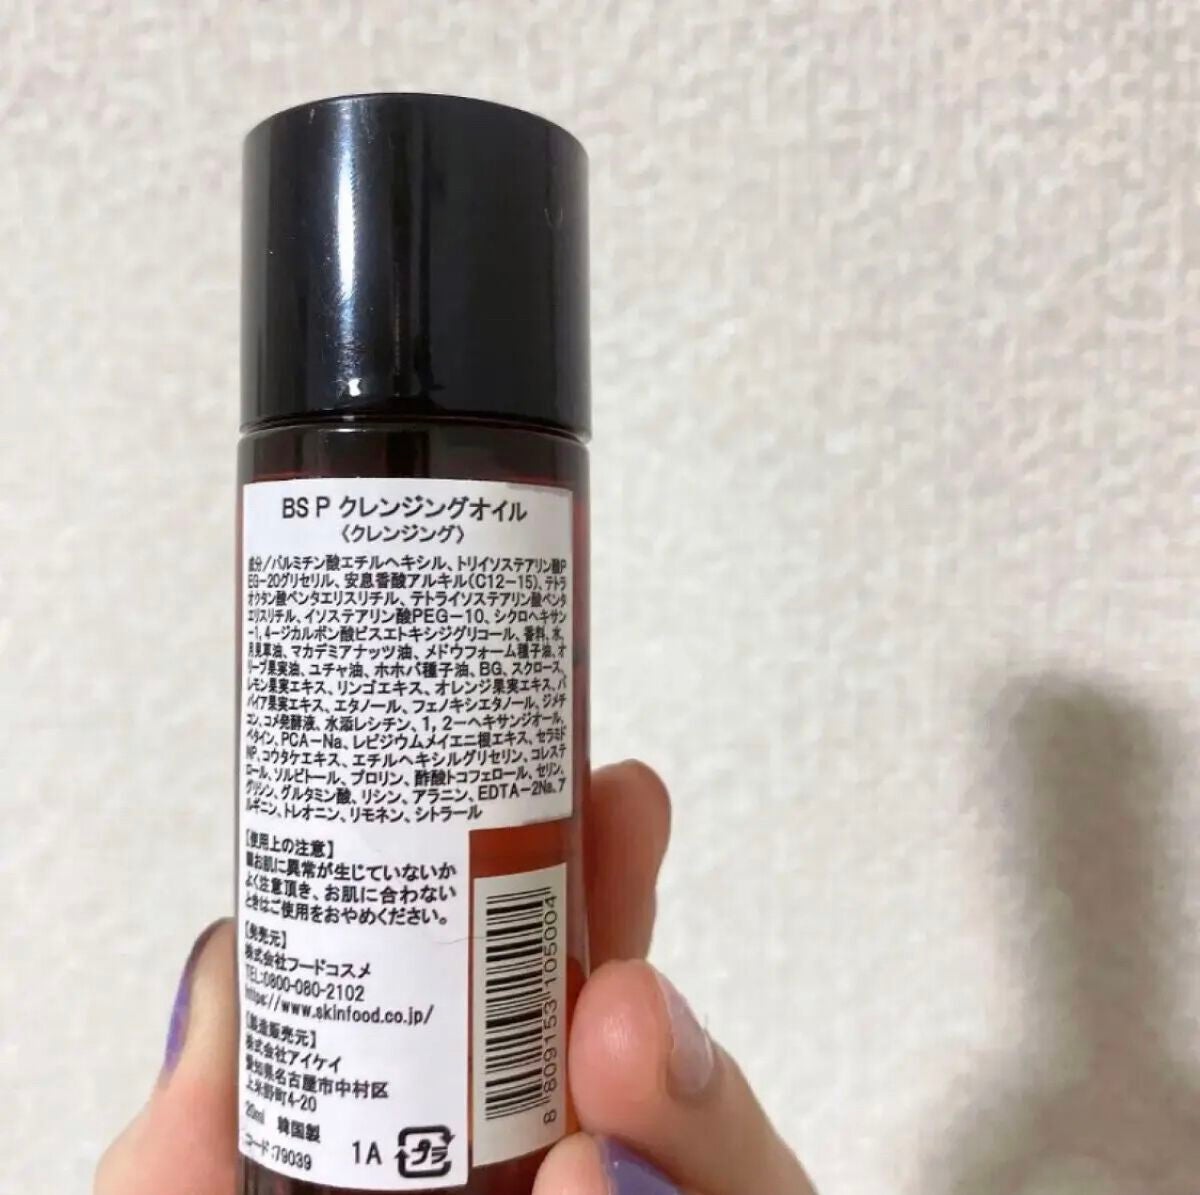 BS P クレンジングオイル
〈クレンジング〉
成分/パルミチン酸エチルヘキシル、トリイソステアリン酸P
EG-20グリセリル、安息香酸アルキル(C12-15)、テトラ
オクタン酸ペンタエリスリチル、テトライソステアリン酸ペンタ
エリスリチル、イソステアリン酸PEG-10、シクロヘキサン
-1,4-ジカルボン酸ビスエトキシジグリコール、香料、水、
月見草油、マカデミアナッツ油、メドウフォーム種子油、オ
リーブ果実油、ユチャ油、ホホバ種子油、BG、スクロース、
レモン果実エキス、リンゴエキス、オレンジ果実エキス、パ
パイア果実エキス、エタノール、フェノキシエタノール、ジメチ
コン、コメ発酵液、水添レシチン、1,2-ヘキサンジオール、
ベタイン、PCA-Na、レピジウムメイエニ根エキス、セラミド
NP、コウタケエキス、エチルヘキシルグリセリン、コレステ
ロール、ソルビトール、プロリン、酢酸トコフェロール、セリン、
グリシン、グルタミン酸、リシン、アラニン、EDTA-2Na、ア
ルギニン、トレオニン、リモネン、シトラール
【使用上の注意】
■お肌に異常が生じていないか
よく注意頂き、お肌に合わない
ときはご使用をおやめください。
【発売元】
株式会社フードコスメ
TEL:0800-080-2102
https://www.skinfood.co.jp/
【製造販売元】
株式会社アイケイ
愛知県名古屋市中村区
上米野町4-20
20ml 韓国製
コード:79039
1A
プラ
8 809153 105004